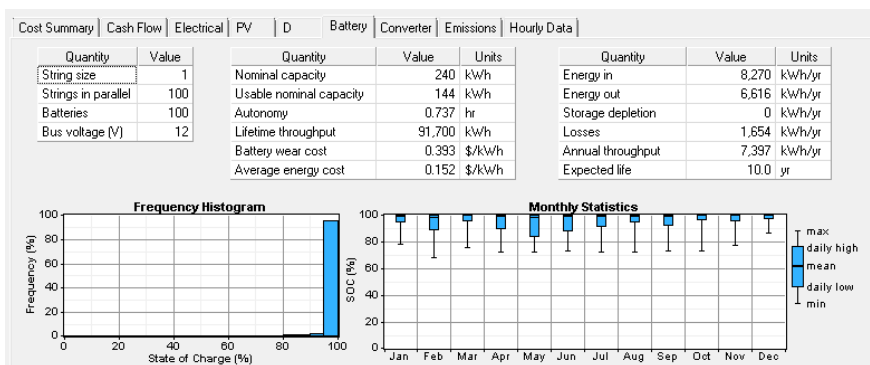 Cost Summary Cash Flow Electrical PV D Battery Converter Emissions Hourly Data
Quantity Value
String size 1
Strings in parallel 100
Batteries 100
Bus voltage (V) 12
Quantity Value Units
Nominal capacity 240 kWh
Usable nominal capacity 144 kWh
Autonomy 0.737 hr
Lifetime throughput 91,700 kWh
Battery wear cost 0.393 $/kWh
Average energy cost 0.152 $/kWh
Quantity Value Units
Energy in 8,270 kWh/yr
Energy out 6,616 kWh/yr
Storage depletion 0 kWh/yr
Losses 1,654 kWh/yr
Annual throughput 7,397 kWh/yr
Expected life 10.0 yr
Frequency Histogram
Frequency (%)
100
80
60
40
20
0
0 20 40 60 80 100
State of Charge (%)
Monthly Statistics
SOC (%)
100
80
60
40
20
0
Jan Feb Mar Apr May Jun Jul Aug Sep Oct Nov Dec
max
daily high
mean
daily low
min